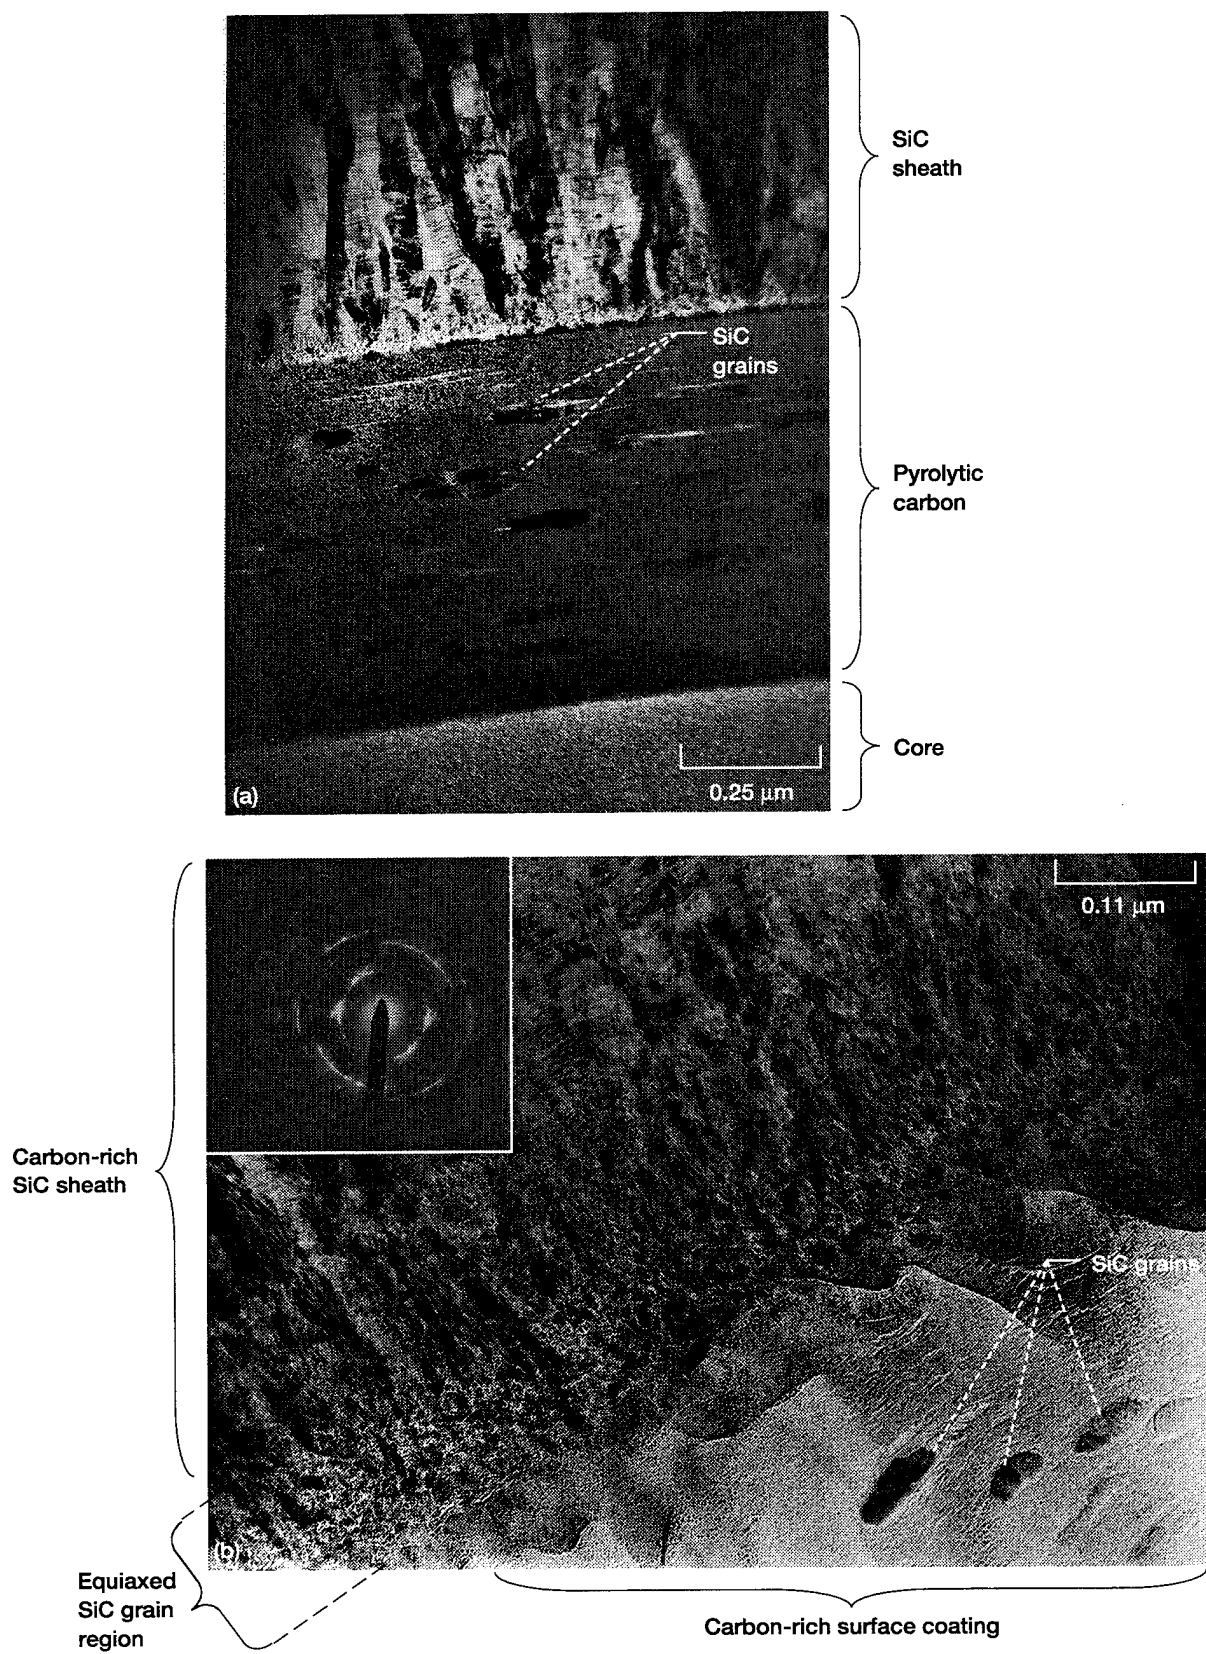 SiC
sheath
SiC
grains
Pyrolytic
carbon
Core
0.25 μm
(a)
0.11 μm
Carbon-rich
SiC sheath
SiC grains
(b)
Equiaxed
SiC grain
region
Carbon-rich surface coating